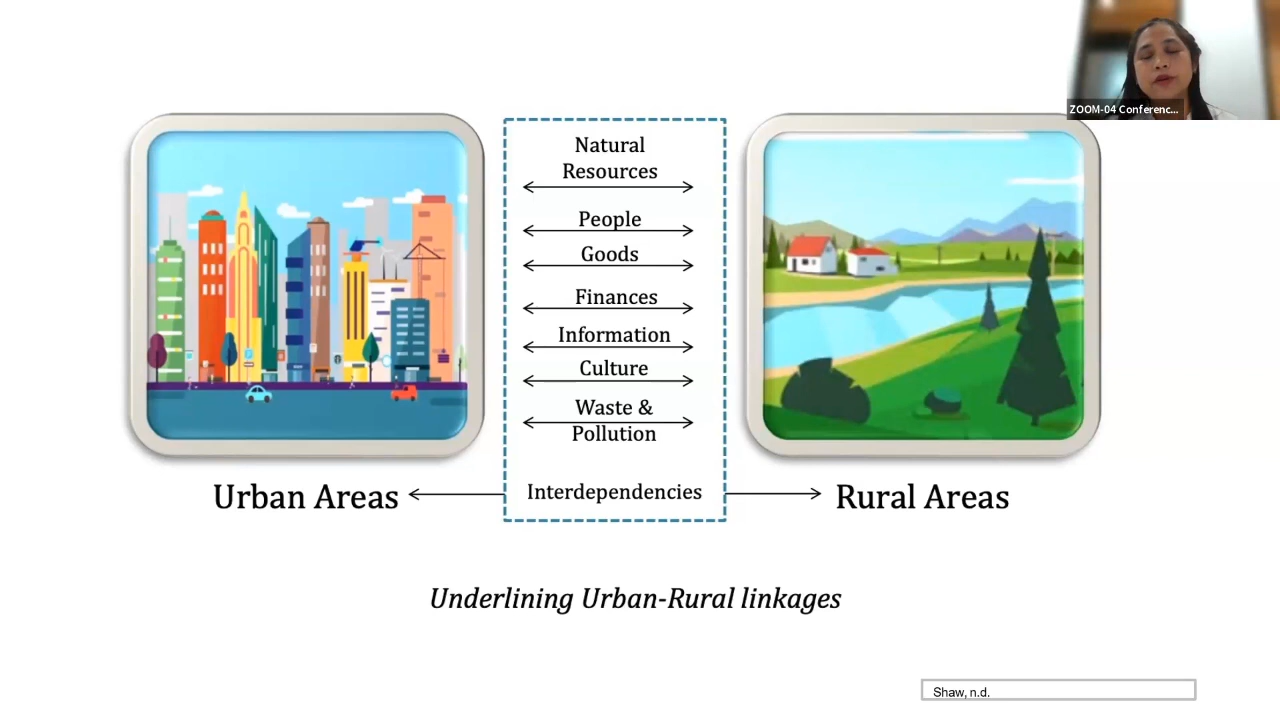 ZOOM-04 Conferenc...
Natural
Resources
People
Goods
Finances
Information
Culture
Waste &
Pollution
Urban Areas
Interdependencies
Rural Areas
Underlining Urban-Rural linkages
Shaw, n.d.